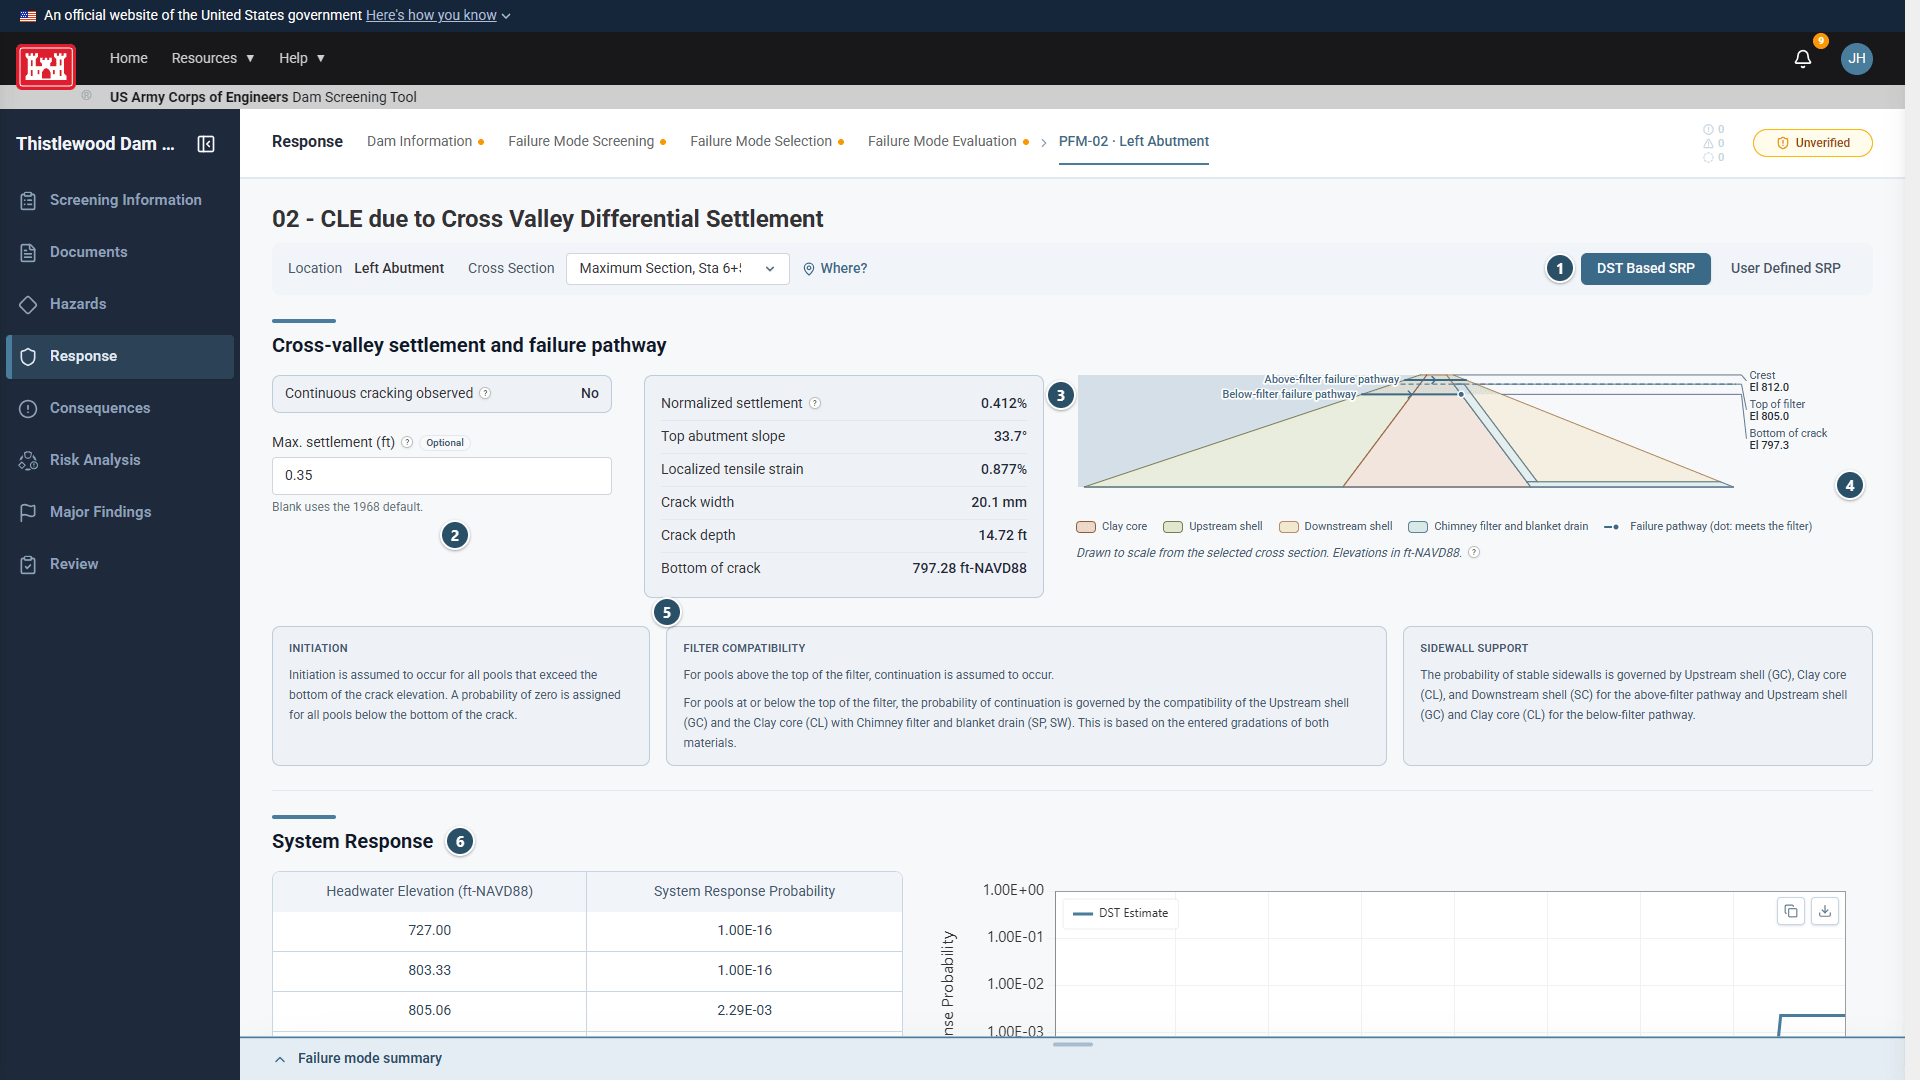 An official website of the United States government Here's how you know
Home Resources Help
9
JH
® US Army Corps of Engineers Dam Screening Tool
Thistlewood Dam ...
Screening Information
Documents
Hazards
Response
Consequences
Risk Analysis
Major Findings
Review
Response Dam Information Failure Mode Screening Failure Mode Selection Failure Mode Evaluation PFM-02 · Left Abutment
0
0
0
Unverified
02 - CLE due to Cross Valley Differential Settlement
Location Left Abutment Cross Section Maximum Section, Sta 6+ Where?
1 DST Based SRP User Defined SRP
Cross-valley settlement and failure pathway
Continuous cracking observed ? No
Max. settlement (ft) ? Optional
0.35
Blank uses the 1968 default.
2
Normalized settlement ? 0.412%
Top abutment slope 33.7°
Localized tensile strain 0.877%
Crack width 20.1 mm
Crack depth 14.72 ft
Bottom of crack 797.28 ft-NAVD88
3
Above-filter failure pathway
Below-filter failure pathway
Crest
El 812.0
Top of filter
El 805.0
Bottom of crack
El 797.3
4
Clay core Upstream shell Downstream shell Chimney filter and blanket drain Failure pathway (dot: meets the filter)
Drawn to scale from the selected cross section. Elevations in ft-NAVD88. ?
5
INITIATION
Initiation is assumed to occur for all pools that exceed the
bottom of the crack elevation. A probability of zero is assigned
for all pools below the bottom of the crack.
FILTER COMPATIBILITY
For pools above the top of the filter, continuation is assumed to occur.
For pools at or below the top of the filter, the probability of continuation is governed by the compatibility of the Upstream shell
(GC) and the Clay core (CL) with Chimney filter and blanket drain (SP, SW). This is based on the entered gradations of both
materials.
SIDEWALL SUPPORT
The probability of stable sidewalls is governed by Upstream shell (GC), Clay core
(CL), and Downstream shell (SC) for the above-filter pathway and Upstream shell
(GC) and Clay core (CL) for the below-filter pathway.
System Response 6
Headwater Elevation (ft-NAVD88) System Response Probability
727.00 1.00E-16
803.33 1.00E-16
805.06 2.29E-03
1.00E+00
1.00E-01
1.00E-02
1.00E-03
Probability
DST Estimate
Failure mode summary